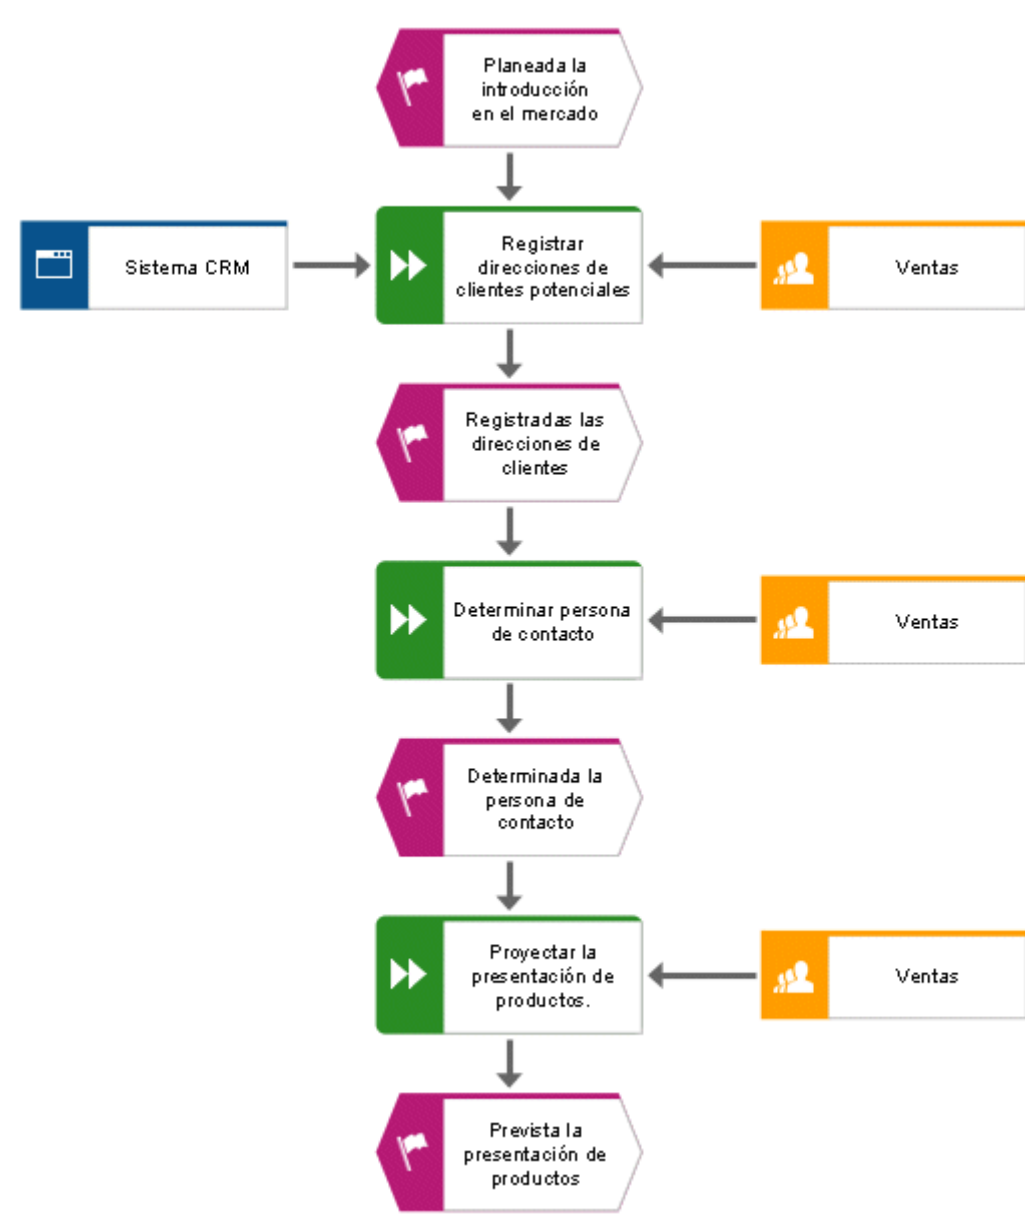 Planeada la
introducción
en el mercado
Sistema CRM
Registrar
direcciones de
clientes potenciales
Ventas
Registradas las
direcciones de
clientes
Determinar persona
de contacto
Ventas
Determinada la
persona de
contacto
Proyectar la
presentación de
productos.
Ventas
Prevista la
presentación de
productos